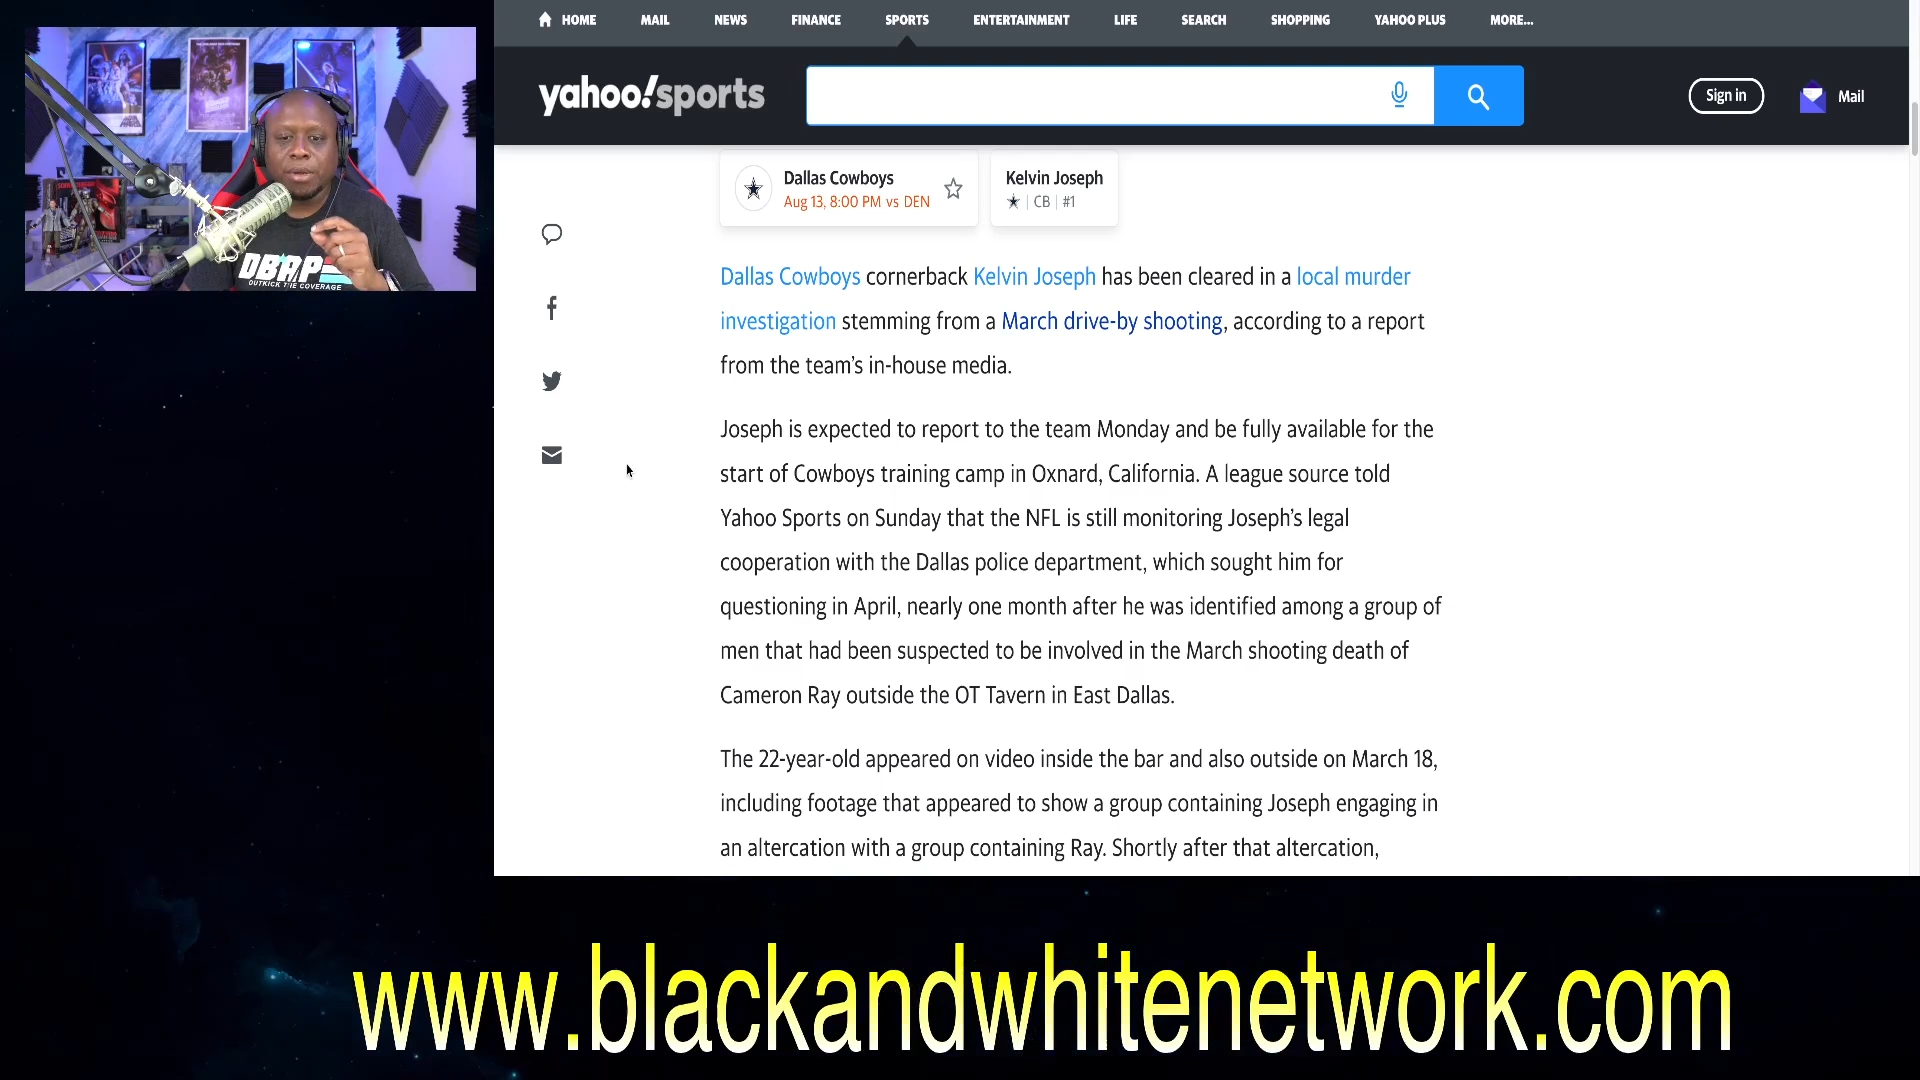 HOME MAIL NEWS FINANCE SPORTS ENTERTAINMENT LIFE SEARCH SHOPPING YAHOO PLUS MORE...
yahoo!sports
Sign in
Mail
Dallas Cowboys
Aug 13, 8:00 PM vs DEN
Kelvin Joseph
CB | #1
Dallas Cowboys cornerback Kelvin Joseph has been cleared in a local murder
investigation stemming from a March drive-by shooting, according to a report
from the team’s in-house media.
Joseph is expected to report to the team Monday and be fully available for the
start of Cowboys training camp in Oxnard, California. A league source told
Yahoo Sports on Sunday that the NFL is still monitoring Joseph’s legal
cooperation with the Dallas police department, which sought him for
questioning in April, nearly one month after he was identified among a group of
men that had been suspected to be involved in the March shooting death of
Cameron Ray outside the OT Tavern in East Dallas.
The 22-year-old appeared on video inside the bar and also outside on March 18,
including footage that appeared to show a group containing Joseph engaging in
an altercation with a group containing Ray. Shortly after that altercation,
DBAP
OUTKICK THE COVERAGE
www.blackandwhitenetwork.com